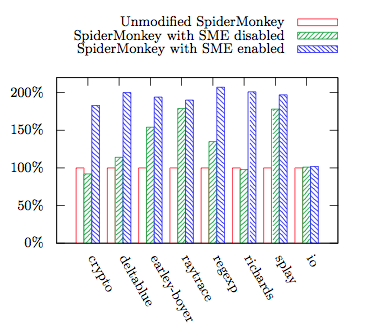 Unmodified SpiderMonkey
SpiderMonkey with SME disabled
SpiderMonkey with SME enabled
200%
150%
100%
50%
0%
crypto
deltablue
earley-boyer
raytrace
regexp
richards
splay
io